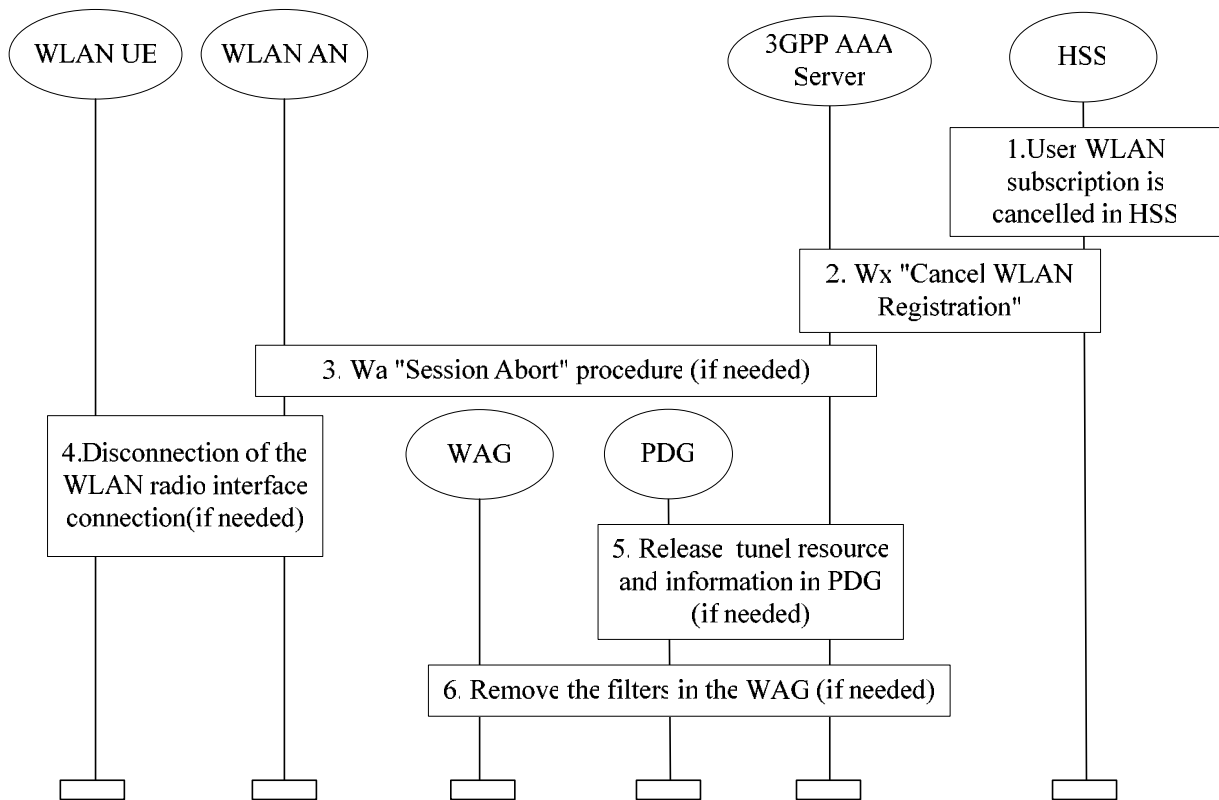 WLAN UE
WLAN AN
3GPP AAA
Server
HSS
1.User WLAN
subscription is
cancelled in HSS
2. Wx "Cancel WLAN
Registration"
3. Wa "Session Abort" procedure (if needed)
4.Disconnection of the
WLAN radio interface
connection(if needed)
WAG
PDG
5. Release tunel resource
and information in PDG
(if needed)
6. Remove the filters in the WAG (if needed)